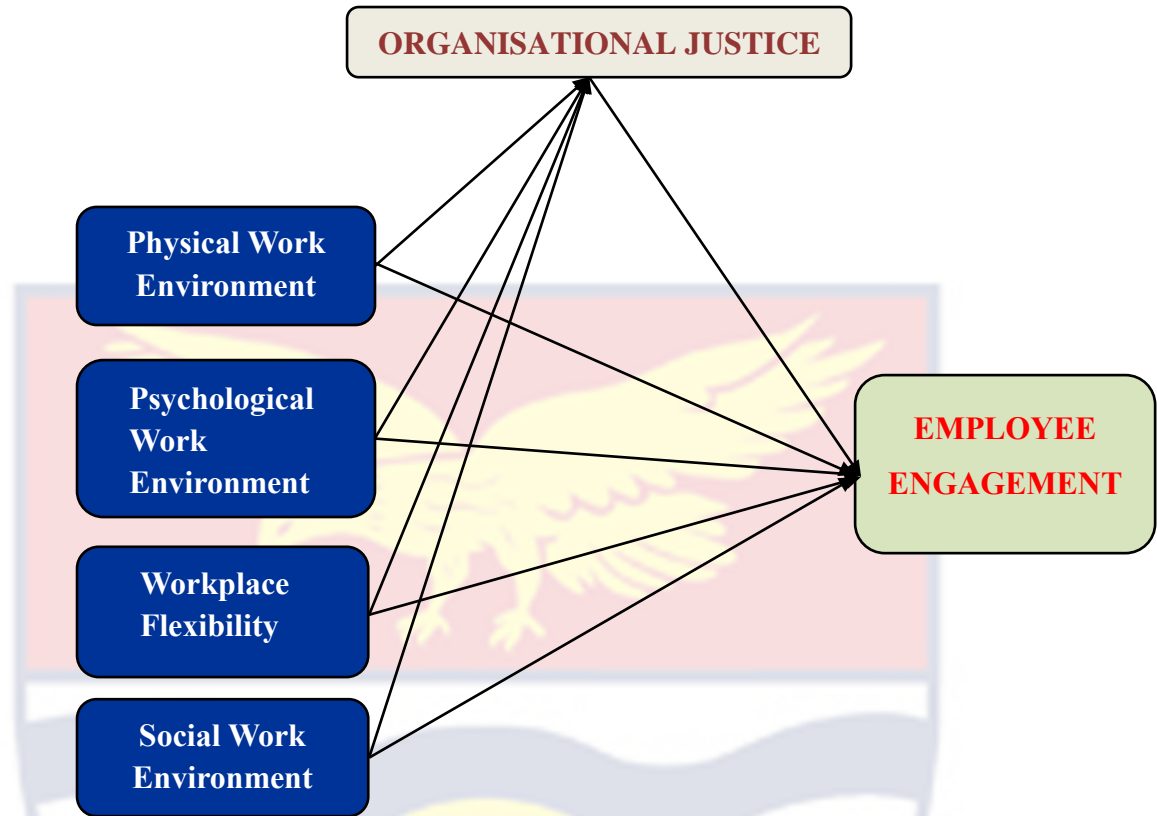 ORGANISATIONAL JUSTICE
Physical Work
Environment
Psychological
Work
Environment
EMPLOYEE
ENGAGEMENT
Workplace
Flexibility
Social Work
Environment